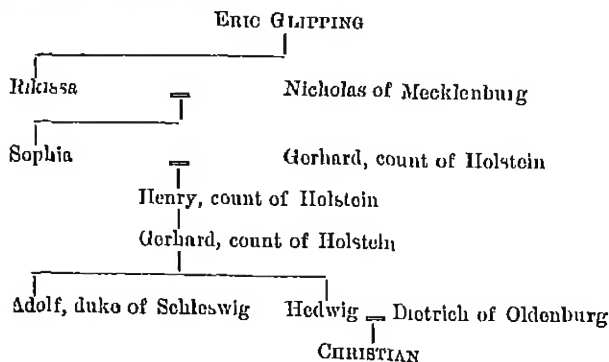 ERIC GLIPPING
Rikissa Nicholas of Mecklenburg
Sophia Gerhard, count of Holstein
Henry, count of Holstein
Gerhard, count of Holstein
Adolf, duke of Schleswig Hedwig = Dietrich of Oldenburg
CHRISTIAN